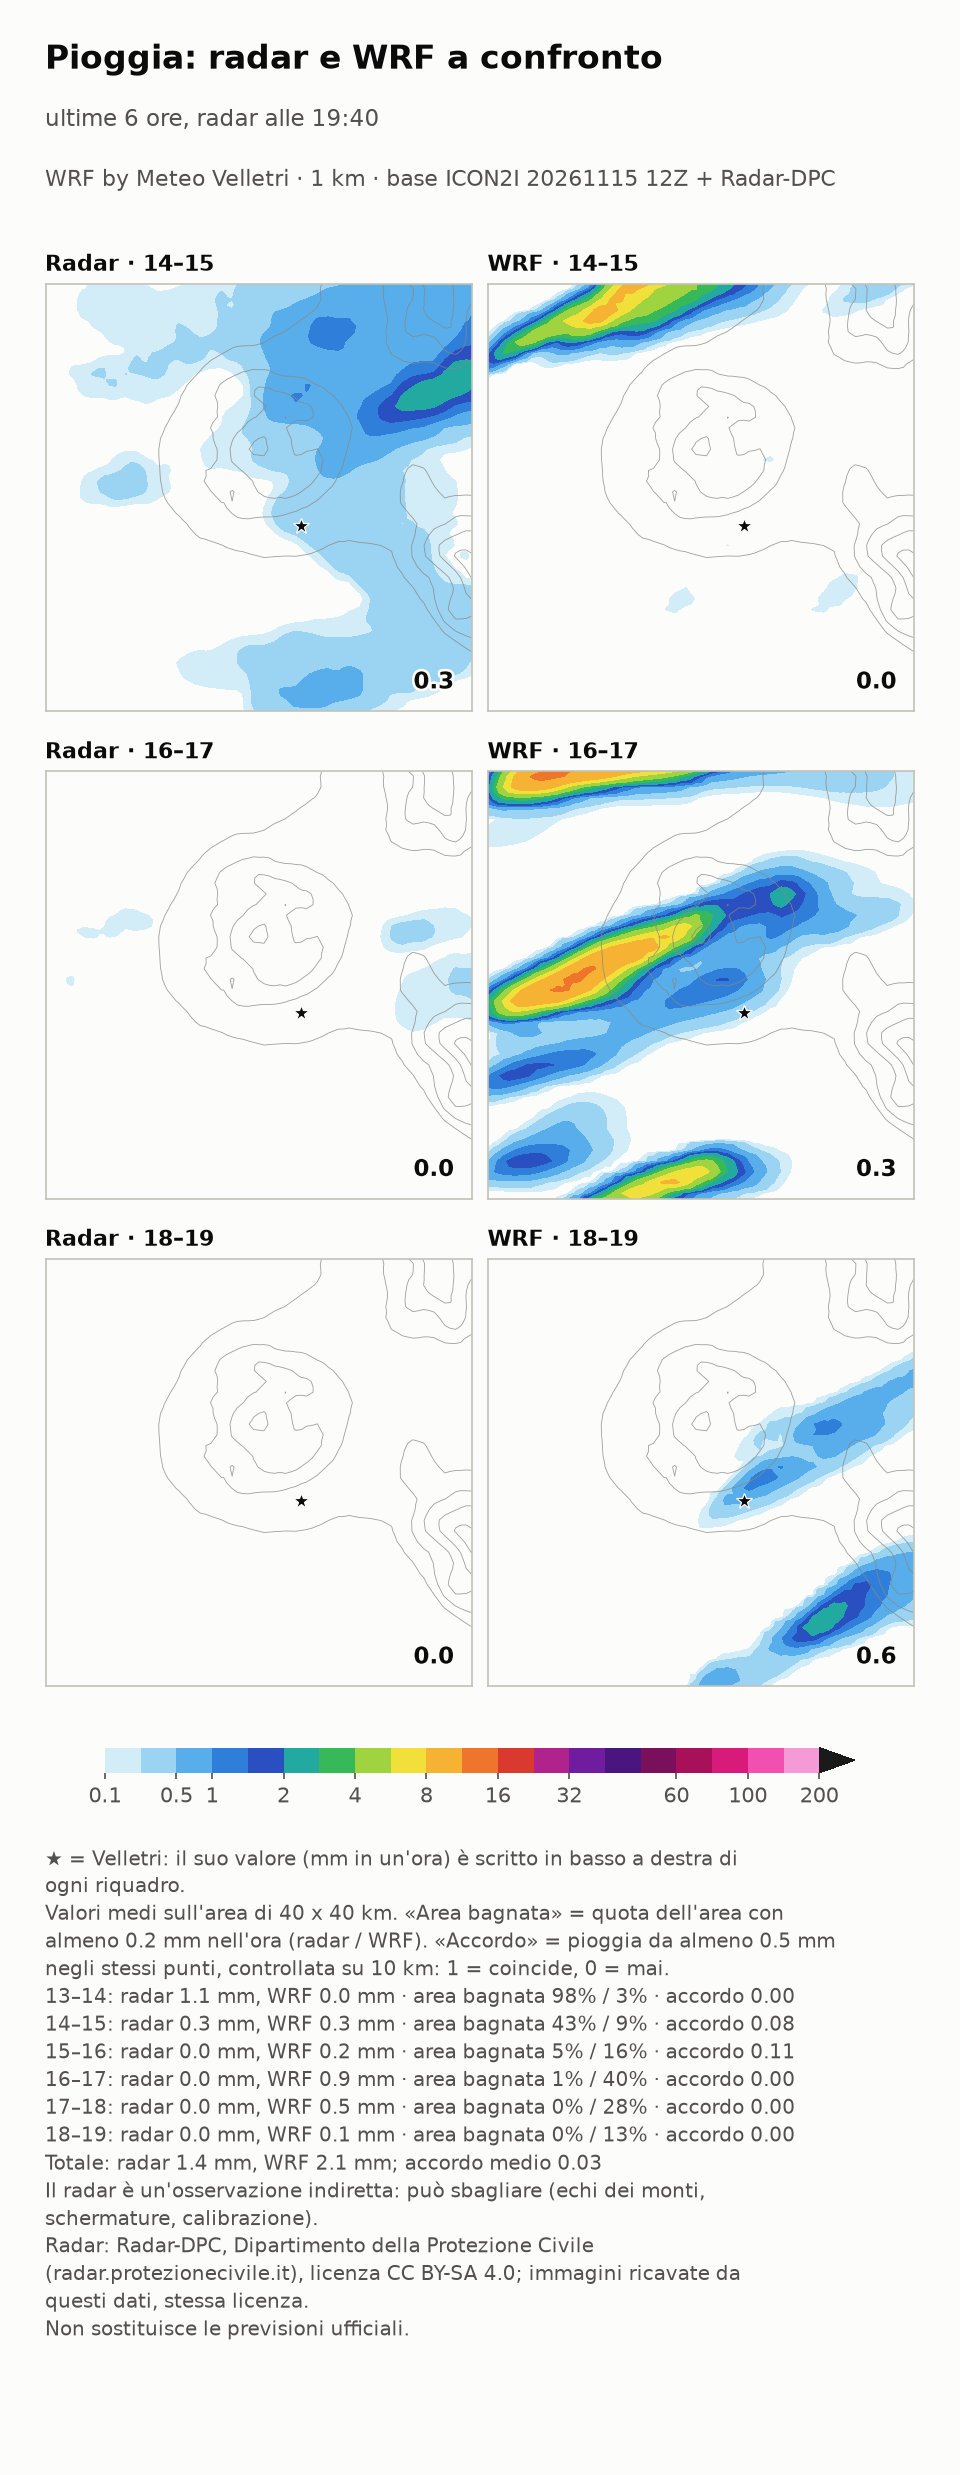 Pioggia: radar e WRF a confronto
ultime 6 ore, radar alle 19:40
WRF by Meteo Velletri · 1 km · base ICON2I 20261115 12Z + Radar-DPC
Radar · 14–15
WRF · 14–15
0.3
0.0
Radar · 16–17
WRF · 16–17
0.0
0.3
Radar · 18–19
WRF · 18–19
0.0
0.6
0.1 0.5 1 2 4 8 16 32 60 100 200
★ = Velletri: il suo valore (mm in un'ora) è scritto in basso a destra di
ogni riquadro.
Valori medi sull'area di 40 x 40 km. «Area bagnata» = quota dell'area con
almeno 0.2 mm nell'ora (radar / WRF). «Accordo» = pioggia da almeno 0.5 mm
negli stessi punti, controllata su 10 km: 1 = coincide, 0 = mai.
13–14: radar 1.1 mm, WRF 0.0 mm · area bagnata 98% / 3% · accordo 0.00
14–15: radar 0.3 mm, WRF 0.3 mm · area bagnata 43% / 9% · accordo 0.08
15–16: radar 0.0 mm, WRF 0.2 mm · area bagnata 5% / 16% · accordo 0.11
16–17: radar 0.0 mm, WRF 0.9 mm · area bagnata 1% / 40% · accordo 0.00
17–18: radar 0.0 mm, WRF 0.5 mm · area bagnata 0% / 28% · accordo 0.00
18–19: radar 0.0 mm, WRF 0.1 mm · area bagnata 0% / 13% · accordo 0.00
Totale: radar 1.4 mm, WRF 2.1 mm; accordo medio 0.03
Il radar è un'osservazione indiretta: può sbagliare (echi dei monti,
schermature, calibrazione).
Radar: Radar-DPC, Dipartimento della Protezione Civile
(radar.protezionecivile.it), licenza CC BY-SA 4.0; immagini ricavate da
questi dati, stessa licenza.
Non sostituisce le previsioni ufficiali.